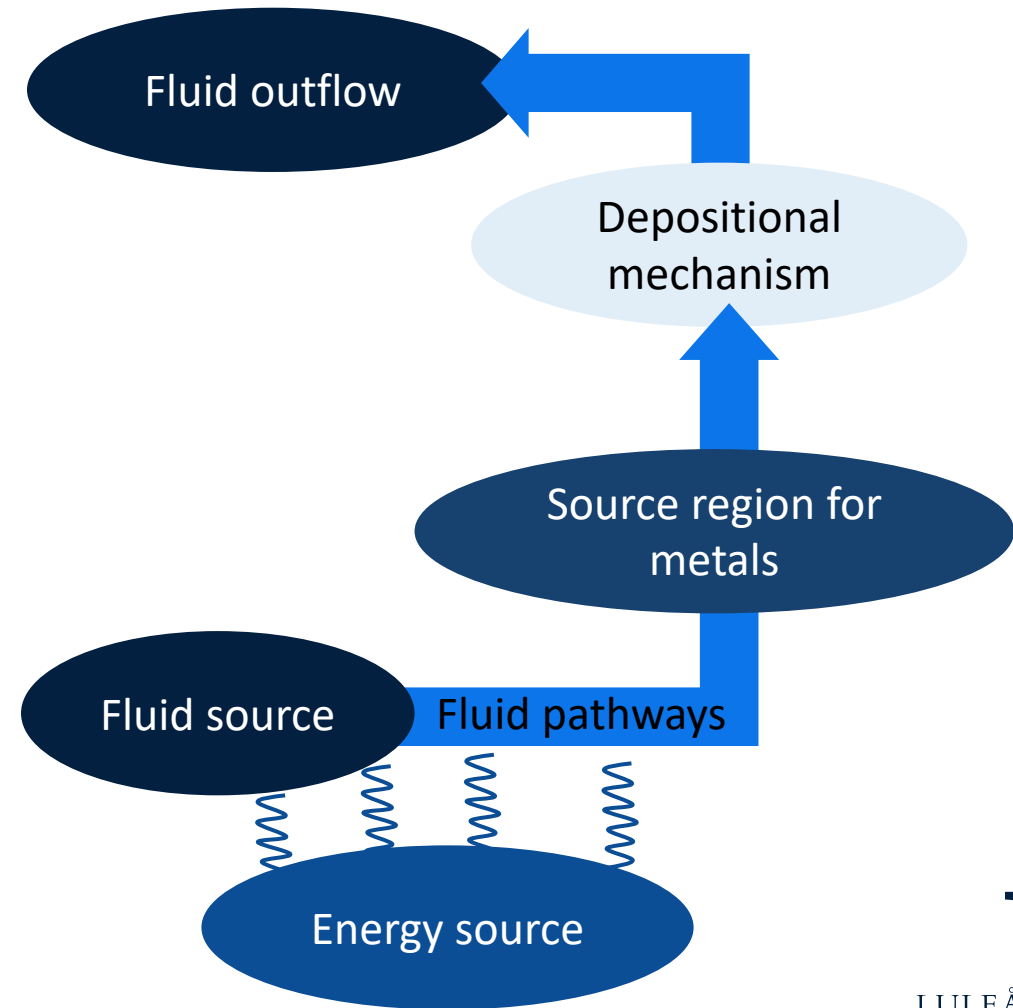 Fluid outflow
Depositional
mechanism
Source region for
metals
Fluid source
Fluid pathways
Energy source